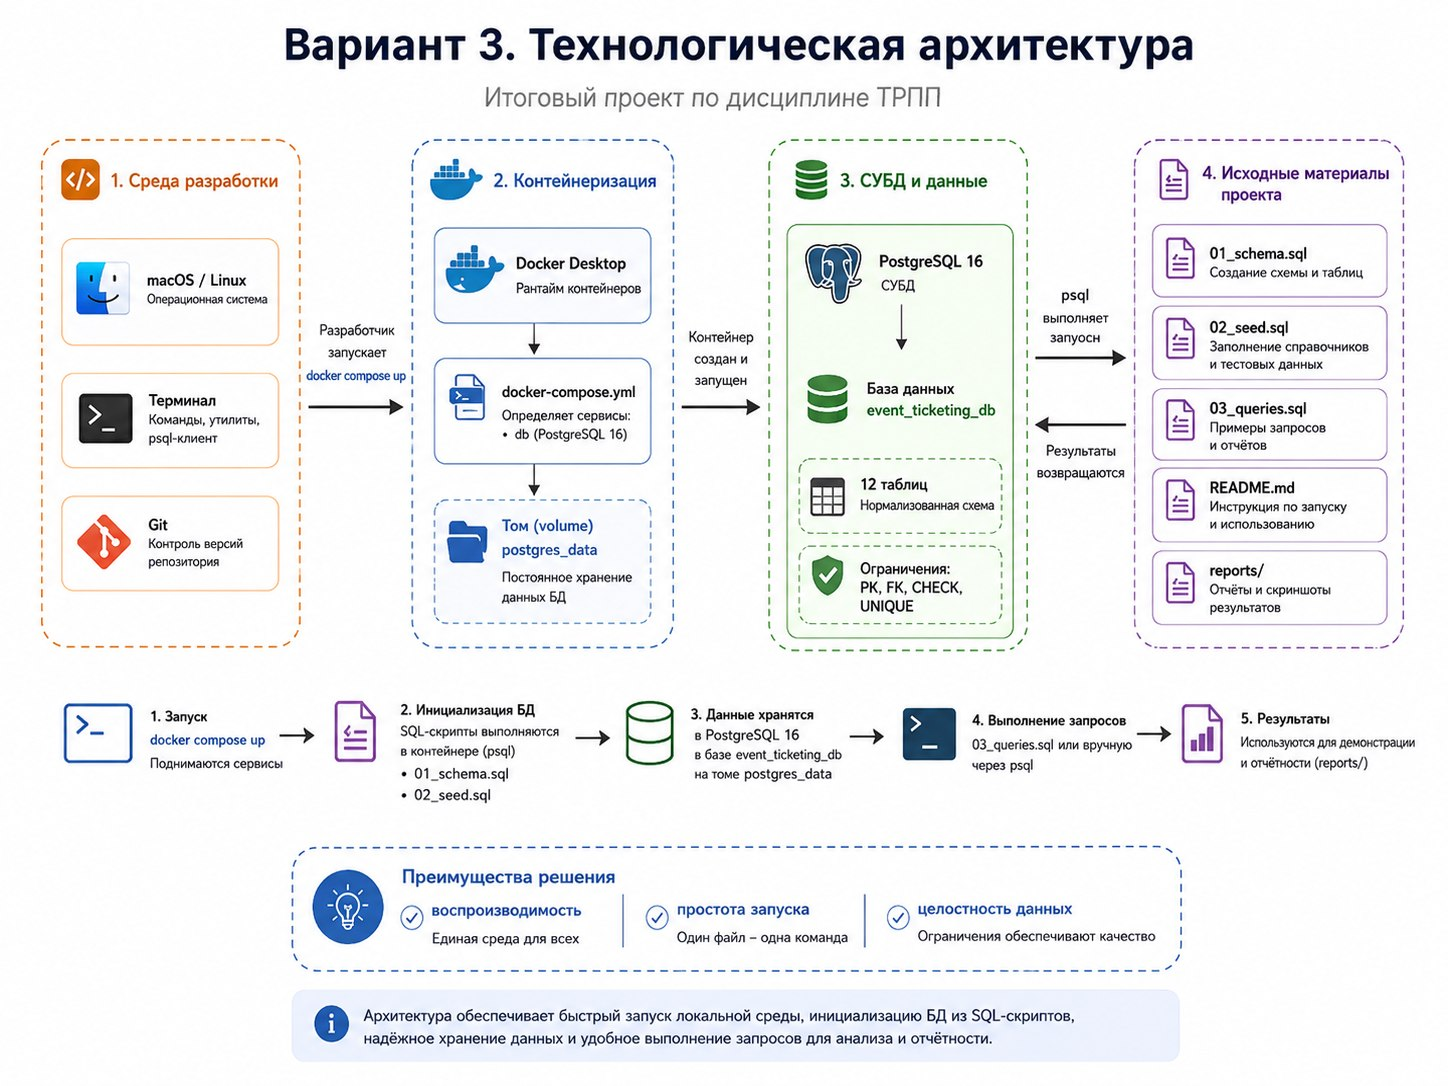 Вариант 3. Технологическая архитектура
Итоговый проект по дисциплине ТРПП
1. Среда разработки
macOS / Linux
Операционная система
Терминал
Команды, утилиты,
psql-клиент
Git
Контроль версий
репозитория
Разработчик
запускает
docker compose up
2. Контейнеризация
Docker Desktop
Рантайм контейнеров
docker-compose.yml
Определяет сервисы:
• db (PostgreSQL 16)
Том (volume)
postgres_data
Постоянное хранение
данных БД
Контейнер
создан и
запущен
3. СУБД и данные
PostgreSQL 16
СУБД
База данных
event_ticketing_db
12 таблиц
Нормализованная схема
Ограничения:
PK, FK, CHECK,
UNIQUE
psql
выполняет
запуосн
Результаты
возвращаются
4. Исходные материалы
проекта
01_schema.sql
Создание схемы и таблиц
02_seed.sql
Заполнение справочников
и тестовых данных
03_queries.sql
Примеры запросов
и отчётов
README.md
Инструкция по запуску
и использованию
reports/
Отчёты и скриншоты
результатов
1. Запуск
docker compose up
Поднимаются сервисы
2. Инициализация БД
SQL-скрипты выполняются
в контейнере (psql)
• 01_schema.sql
• 02_seed.sql
3. Данные хранятся
в PostgreSQL 16
в базе event_ticketing_db
на томе postgres_data
4. Выполнение запросов
03_queries.sql или вручную
через psql
5. Результаты
Используются для демонстрации
и отчётности (reports/)
Преимущества решения
воспроизводимость
Единая среда для всех
простота запуска
Один файл – одна команда
целостность данных
Ограничения обеспечивают качество
Архитектура обеспечивает быстрый запуск локальной среды, инициализацию БД из SQL-скриптов,
надёжное хранение данных и удобное выполнение запросов для анализа и отчётности.